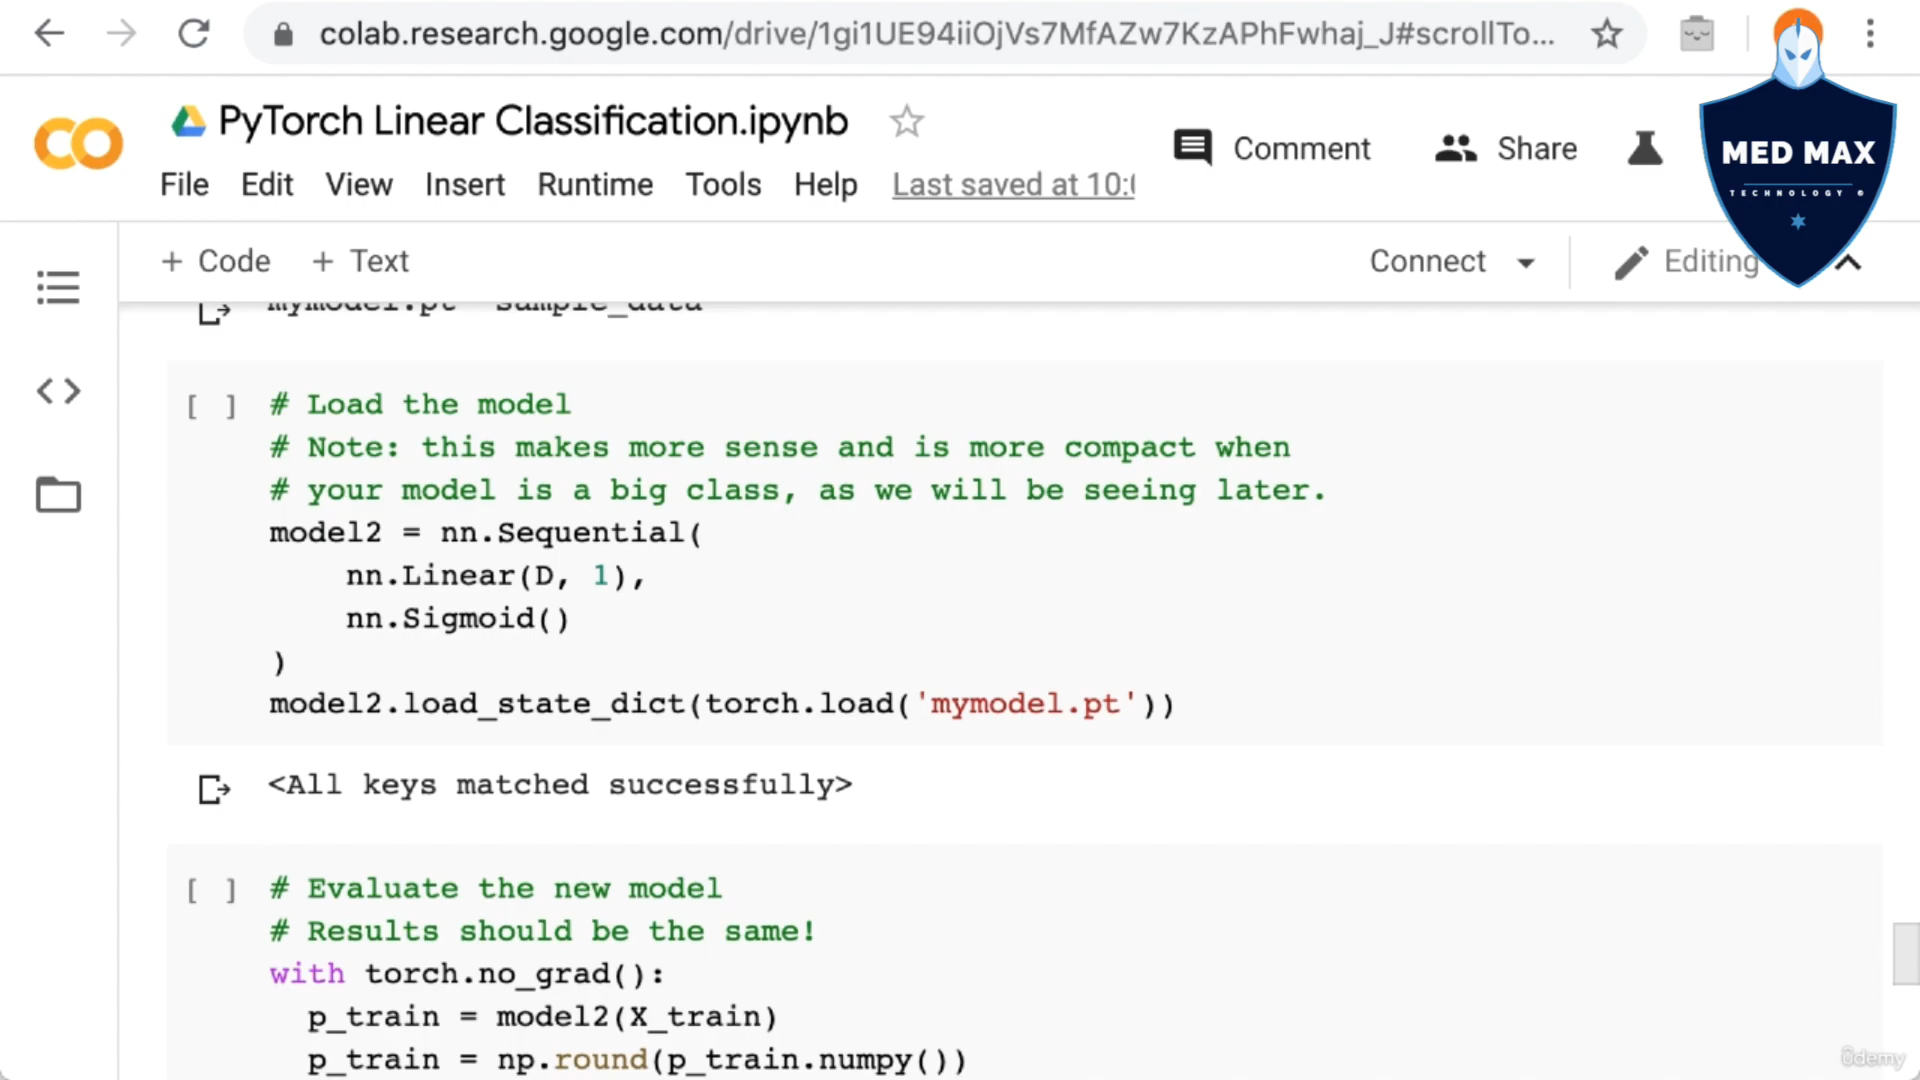 colab.research.google.com/drive/1gi1UE94iiOjVs7MfAZw7KzAPhFwhaj_J#scrollTo...
PyTorch Linear Classification.ipynb
Comment
Share
File Edit View Insert Runtime Tools Help Last saved at 10:
MED MAX
TECHNOLOGY
+ Code + Text
Connect
Editing
mymodel.pt sample_data
[ ] # Load the model
# Note: this makes more sense and is more compact when
# your model is a big class, as we will be seeing later.
model2 = nn.Sequential(
nn.Linear(D, 1),
nn.Sigmoid()
)
model2.load_state_dict(torch.load('mymodel.pt'))
<All keys matched successfully>
[ ] # Evaluate the new model
# Results should be the same!
with torch.no_grad():
p_train = model2(X_train)
p_train = np.round(p_train.numpy())
ûdemy